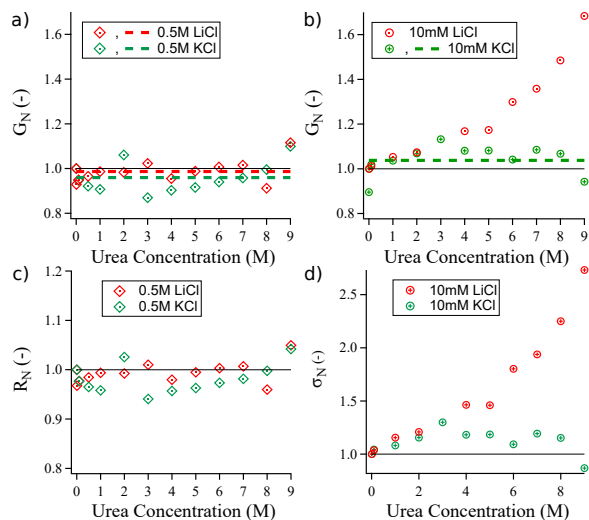 a)
1.6
1.4
1.2
1.0
0.8
G_N (-)
, 0.5M LiCl
, 0.5M KCl
0 1 2 3 4 5 6 7 8 9
Urea Concentration (M)
b)
1.6
1.4
1.2
1.0
0.8
G_N (-)
10mM LiCl
, 10mM KCl
0 1 2 3 4 5 6 7 8 9
Urea Concentration (M)
c)
1.2
1.1
1.0
0.9
0.8
R_N (-)
0.5M LiCl
0.5M KCl
0 1 2 3 4 5 6 7 8 9
Urea Concentration (M)
d)
2.5
2.0
1.5
1.0
σ_N (-)
10mM LiCl
10mM KCl
0 2 4 6 8
Urea Concentration (M)